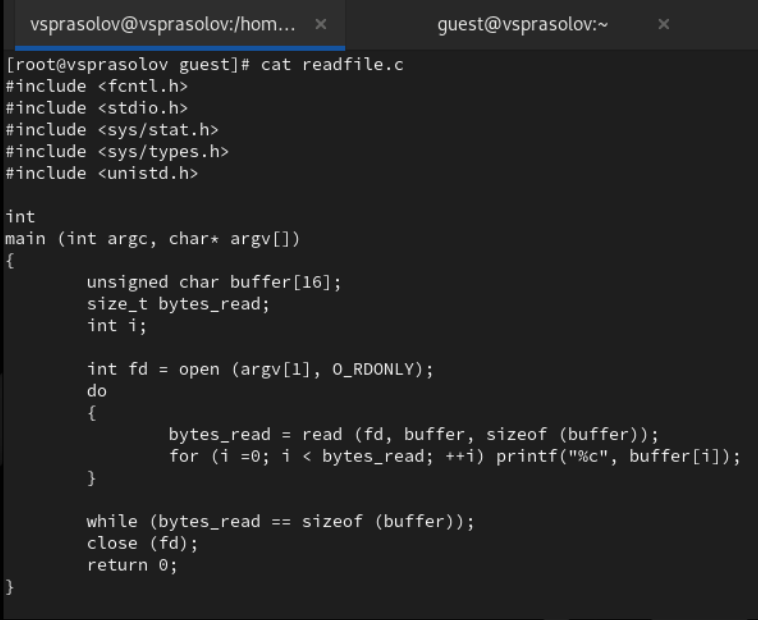 vsprasolov@vsprasolov:/hom... × guest@vsprasolov:~ ×
[root@vsprasolov guest]# cat readfile.c
#include <fcntl.h>
#include <stdio.h>
#include <sys/stat.h>
#include <sys/types.h>
#include <unistd.h>

int
main (int argc, char* argv[])
{
        unsigned char buffer[16];
        size_t bytes_read;
        int i;

        int fd = open (argv[1], O_RDONLY);
        do
        {
                bytes_read = read (fd, buffer, sizeof (buffer));
                for (i =0; i < bytes_read; ++i) printf("%c", buffer[i]);
        }

        while (bytes_read == sizeof (buffer));
        close (fd);
        return 0;
}